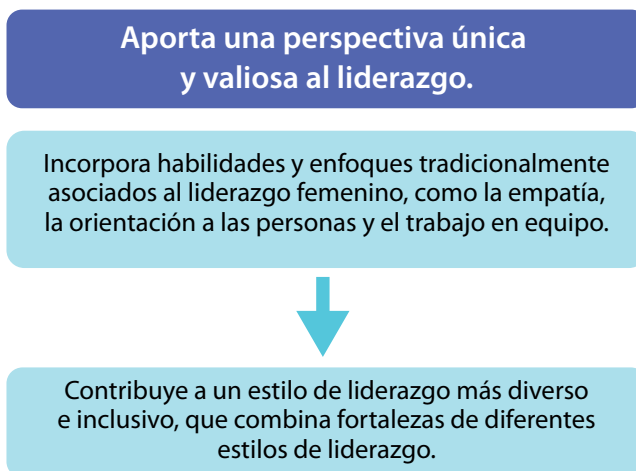 Aporta una perspectiva única
y valiosa al liderazgo.
Incorpora habilidades y enfoques tradicionalmente
asociados al liderazgo femenino, como la empatía,
la orientación a las personas y el trabajo en equipo.
Contribuye a un estilo de liderazgo más diverso
e inclusivo, que combina fortalezas de diferentes
estilos de liderazgo.